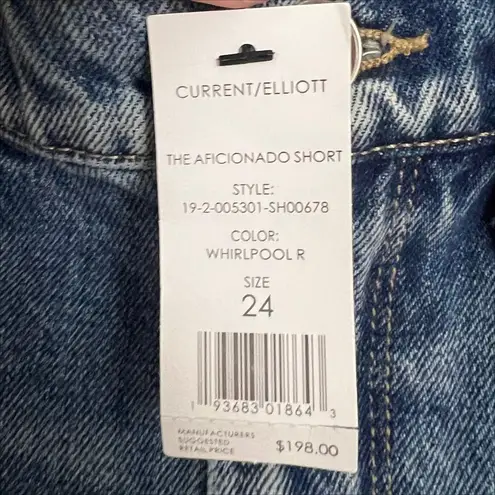 CURRENT/ELLIOTT
THE AFICIONADO SHORT
STYLE:
19-2-005301-SH00678
COLOR:
WHIRLPOOL R
SIZE
24
1 93683 01864 3
MANUFACTURERS
SUGGESTED
RETAIL PRICE
$198.00